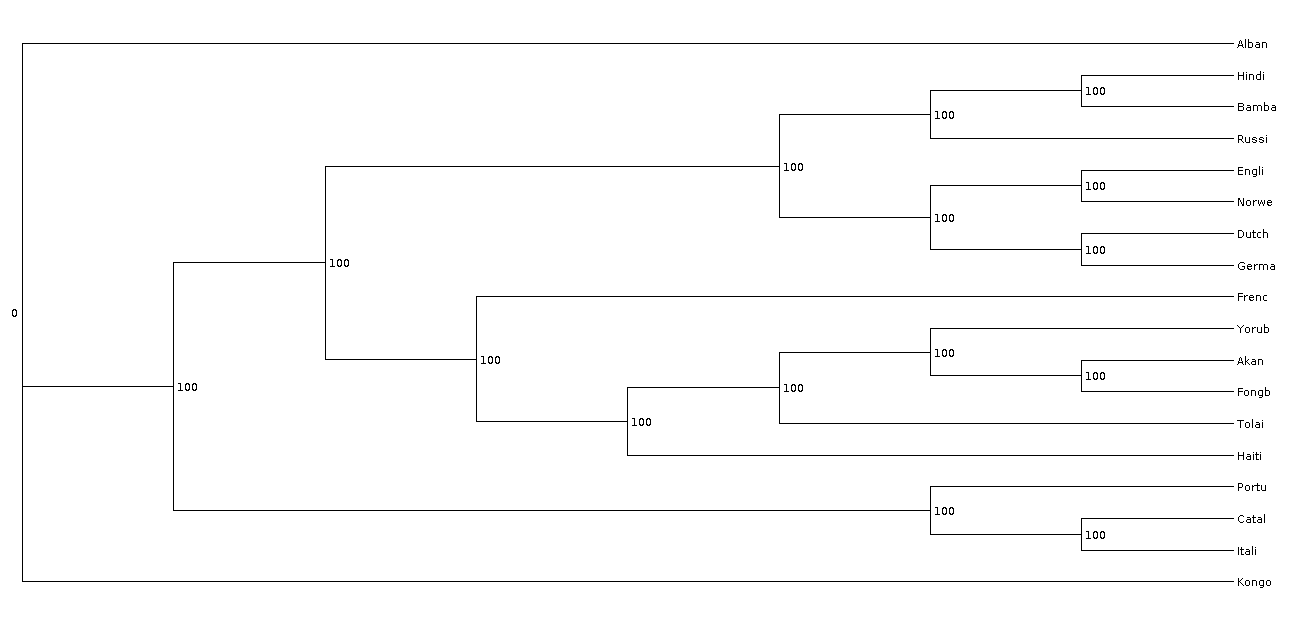 Alban
Hindi
100
Bamba
100
Russi
100
Engli
100
Norwe
100
Dutch
100
Germa
100
Frenc
0
Yorub
100
100
Akan
100
100
100
Fongb
Tolai
100
Haiti
Portu
100
Catal
100
Itali
Kongo